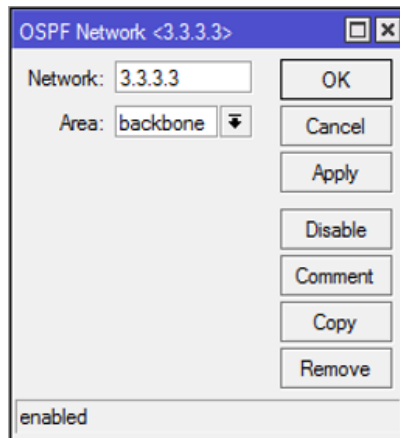 OSPF Network <3.3.3.3>
Network: 3.3.3.3
OK
Area: backbone
Cancel
Apply
Disable
Comment
Copy
Remove
enabled